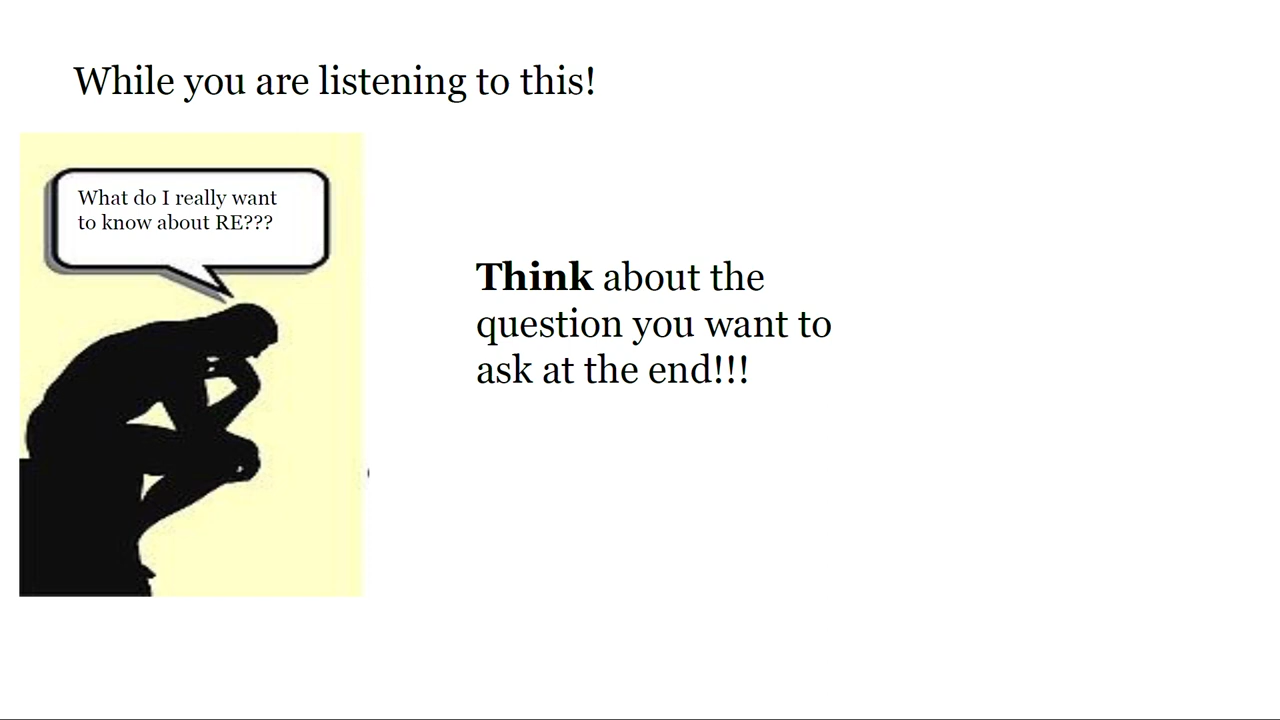 While you are listening to this!
What do I really want
to know about RE???
Think about the
question you want to
ask at the end!!!